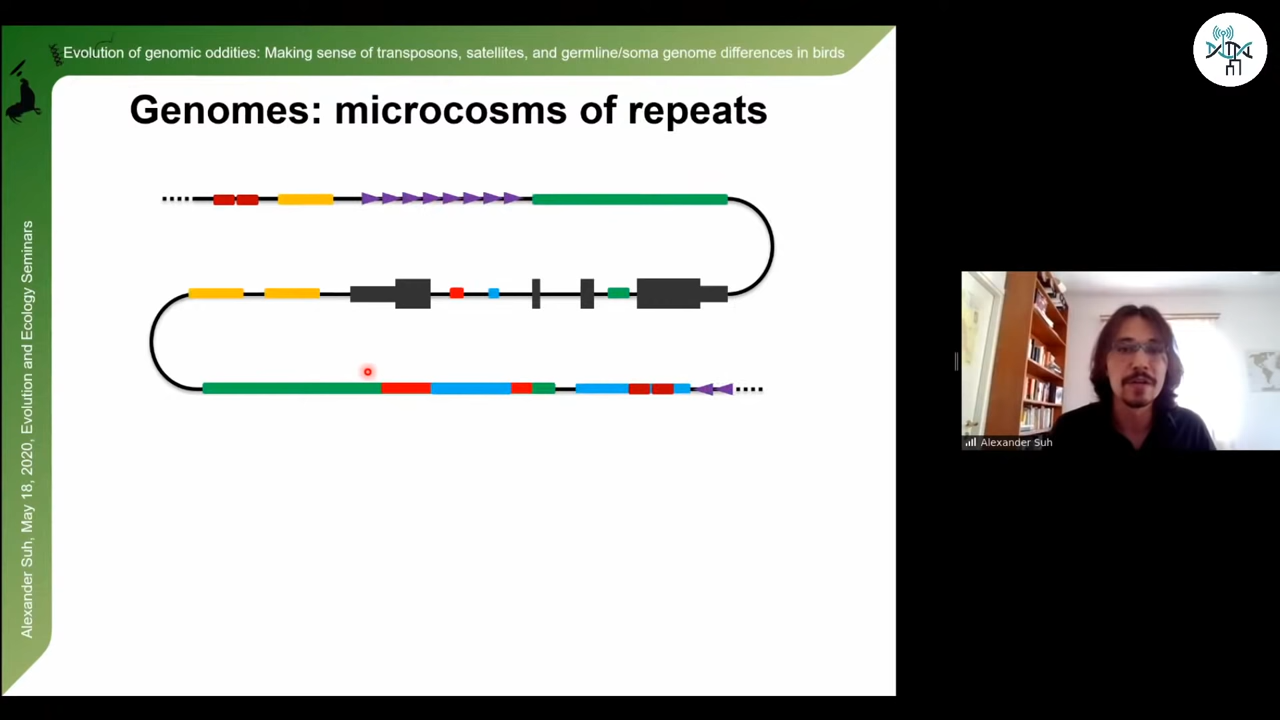 Evolution of genomic oddities: Making sense of transposons, satellites, and germline/soma genome differences in birds
Genomes: microcosms of repeats
Alexander Suh, May 18, 2020, Evolution and Ecology Seminars
Alexander Suh